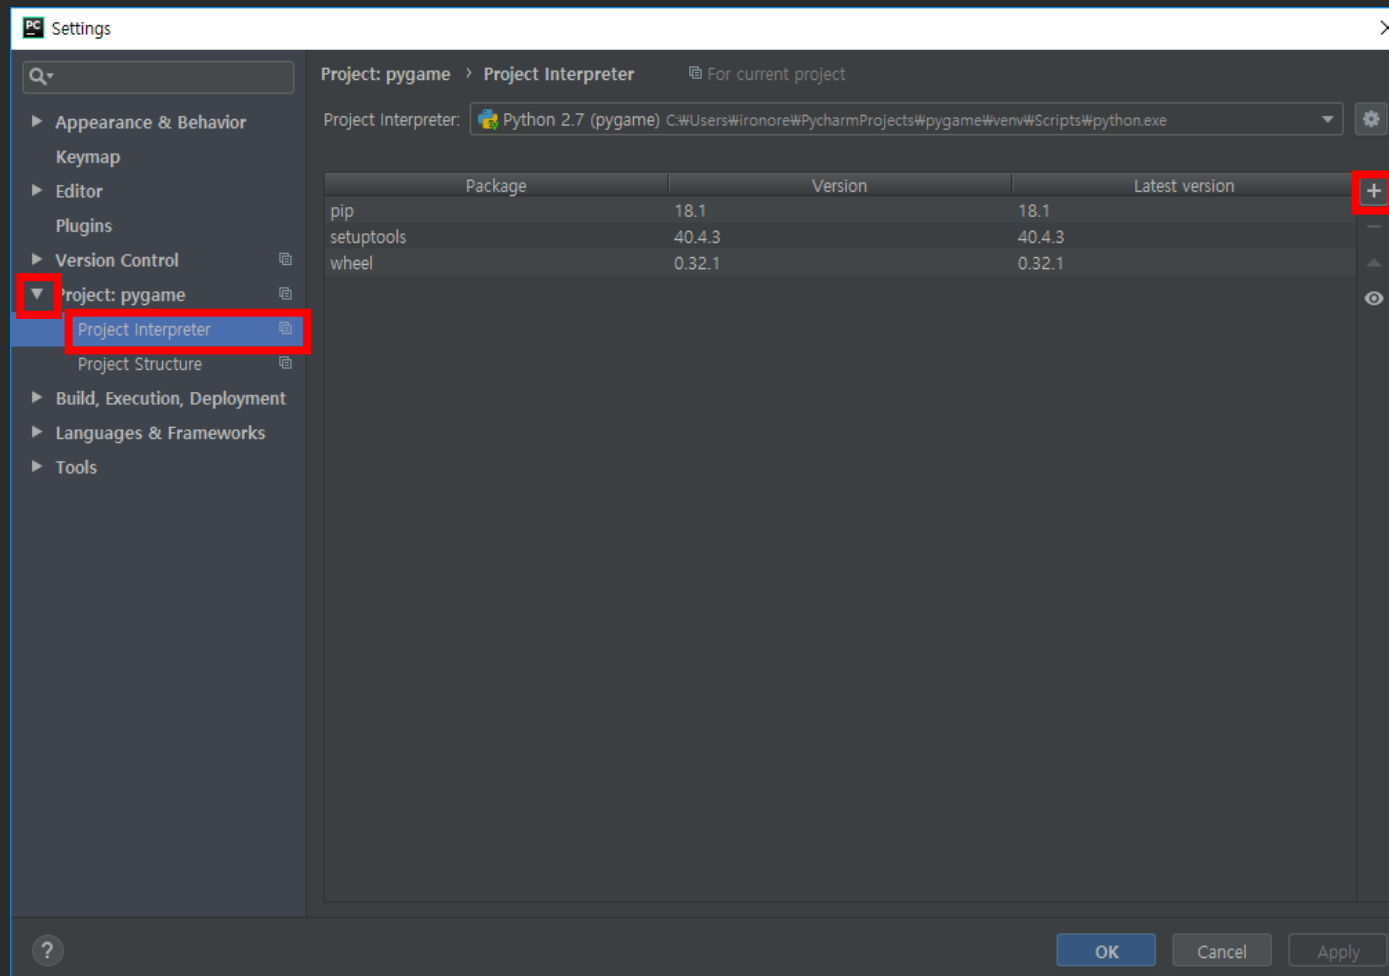 PC Settings
Project: pygame › Project Interpreter For current project
Project Interpreter: Python 2.7 (pygame) C:₩Users₩ironore₩PycharmProjects₩pygame₩venv₩Scripts₩python.exe
Appearance & Behavior
Keymap
Editor
Plugins
Version Control
Project: pygame
Project Interpreter
Project Structure
Build, Execution, Deployment
Languages & Frameworks
Tools
Package Version Latest version
pip 18.1 18.1
setuptools 40.4.3 40.4.3
wheel 0.32.1 0.32.1
? OK Cancel Apply